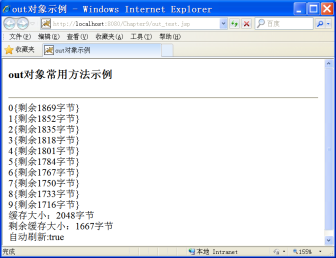 out对象示例 - Windows Internet Explorer
http://localhost:8080/Chapter9/out_test.jsp
百度
文件(F) 编辑(E) 查看(V) 收藏夹(A) 工具(T) 帮助(H)
收藏夹 out对象示例
out对象常用方法示例
0{剩余1869字节}
1{剩余1852字节}
2{剩余1835字节}
3{剩余1818字节}
4{剩余1801字节}
5{剩余1784字节}
6{剩余1767字节}
7{剩余1750字节}
8{剩余1733字节}
9{剩余1716字节}
缓存大小: 2048字节
剩余缓存大小: 1667字节
自动刷新:true
完成 本地 Intranet 155%